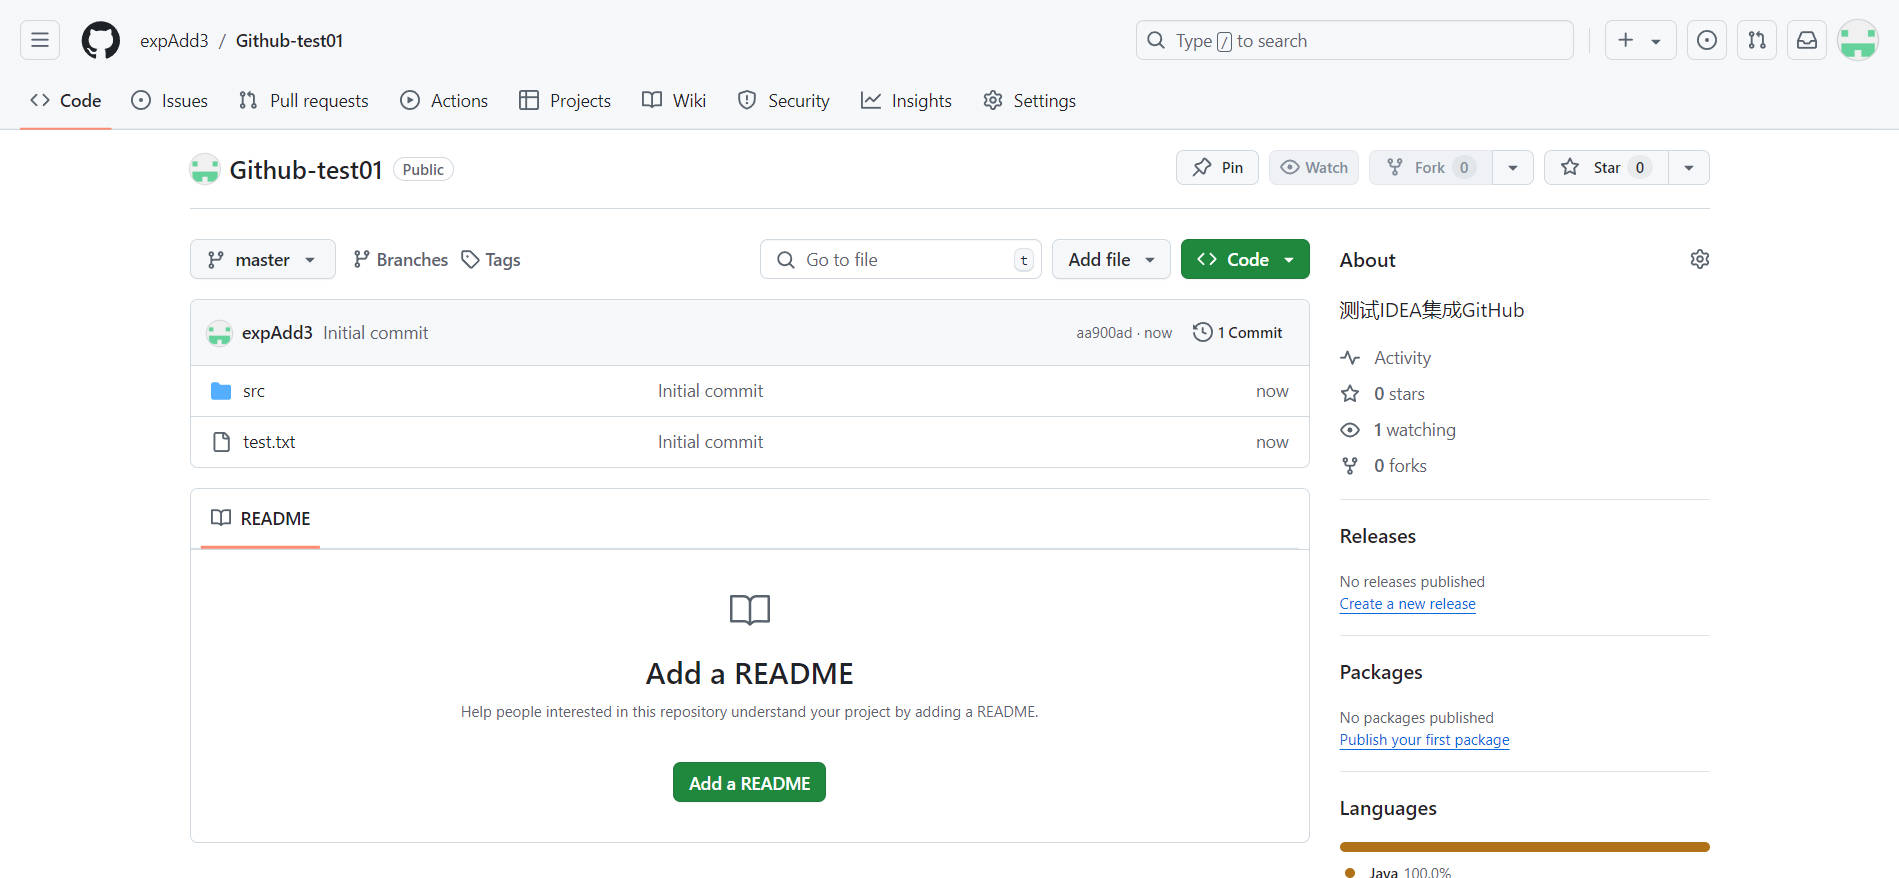 expAdd3 / Github-test01
Type / to search
Code
Issues
Pull requests
Actions
Projects
Wiki
Security
Insights
Settings
Github-test01 Public
Pin
Watch
Fork 0
Star 0
master
Branches
Tags
Go to file t
Add file
Code
expAdd3 Initial commit
aa900ad · now
1 Commit
src Initial commit now
test.txt Initial commit now
README
Add a README
Help people interested in this repository understand your project by adding a README.
Add a README
About
测试IDEA集成GitHub
Activity
0 stars
1 watching
0 forks
Releases
No releases published
Create a new release
Packages
No packages published
Publish your first package
Languages
Java 100.0%